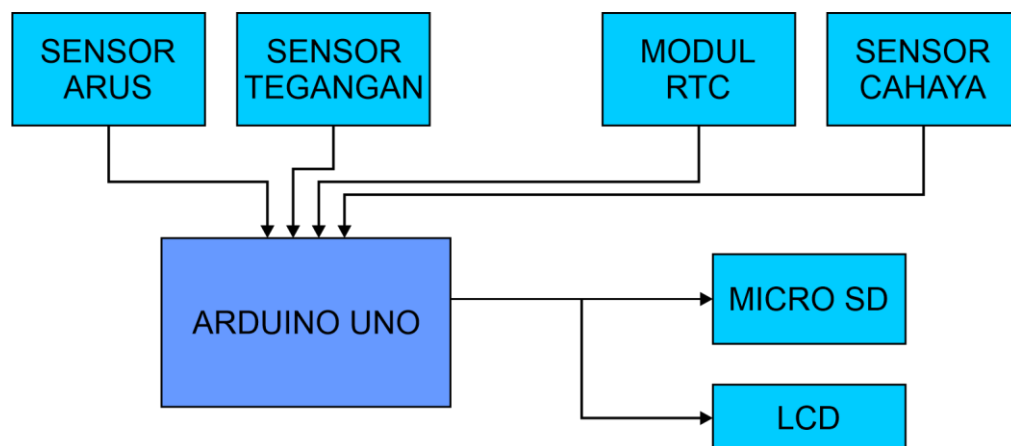 SENSOR
ARUS
SENSOR
TEGANGAN
MODUL
RTC
SENSOR
CAHAYA
ARDUINO UNO
MICRO SD
LCD